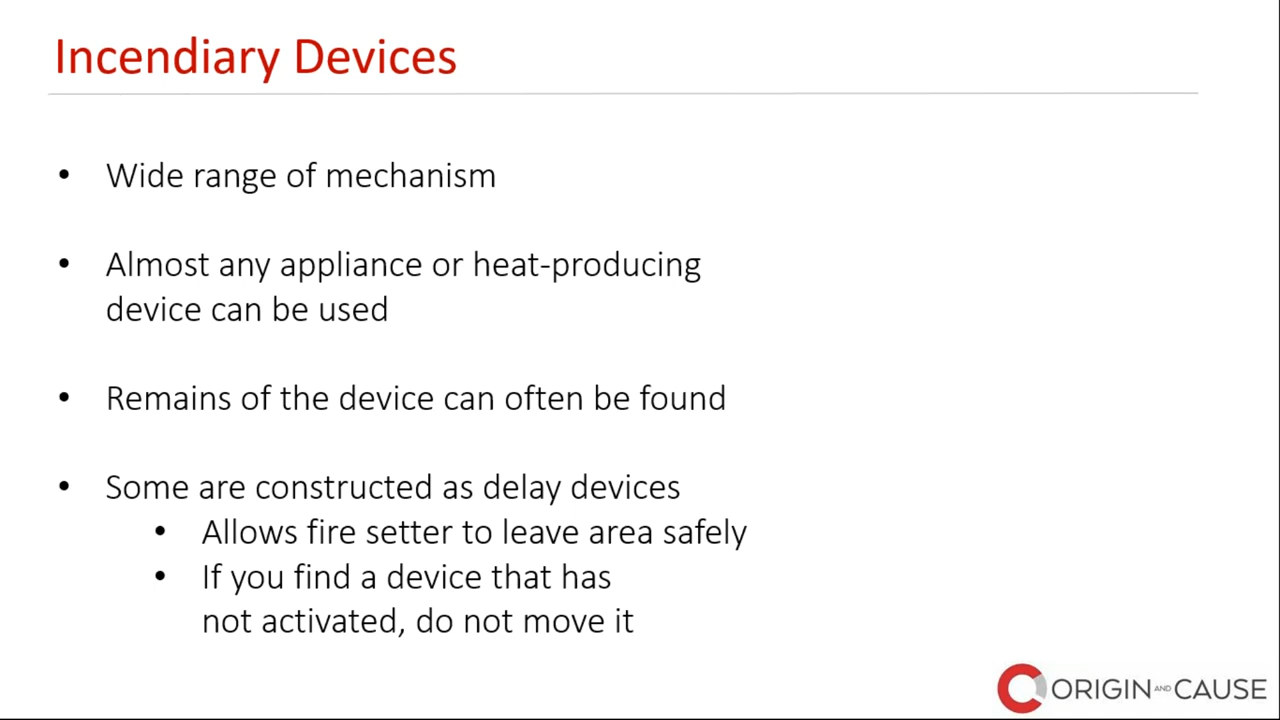 Incendiary Devices
• Wide range of mechanism
• Almost any appliance or heat-producing
device can be used
• Remains of the device can often be found
• Some are constructed as delay devices
• Allows fire setter to leave area safely
• If you find a device that has
not activated, do not move it
ORIGIN AND CAUSE